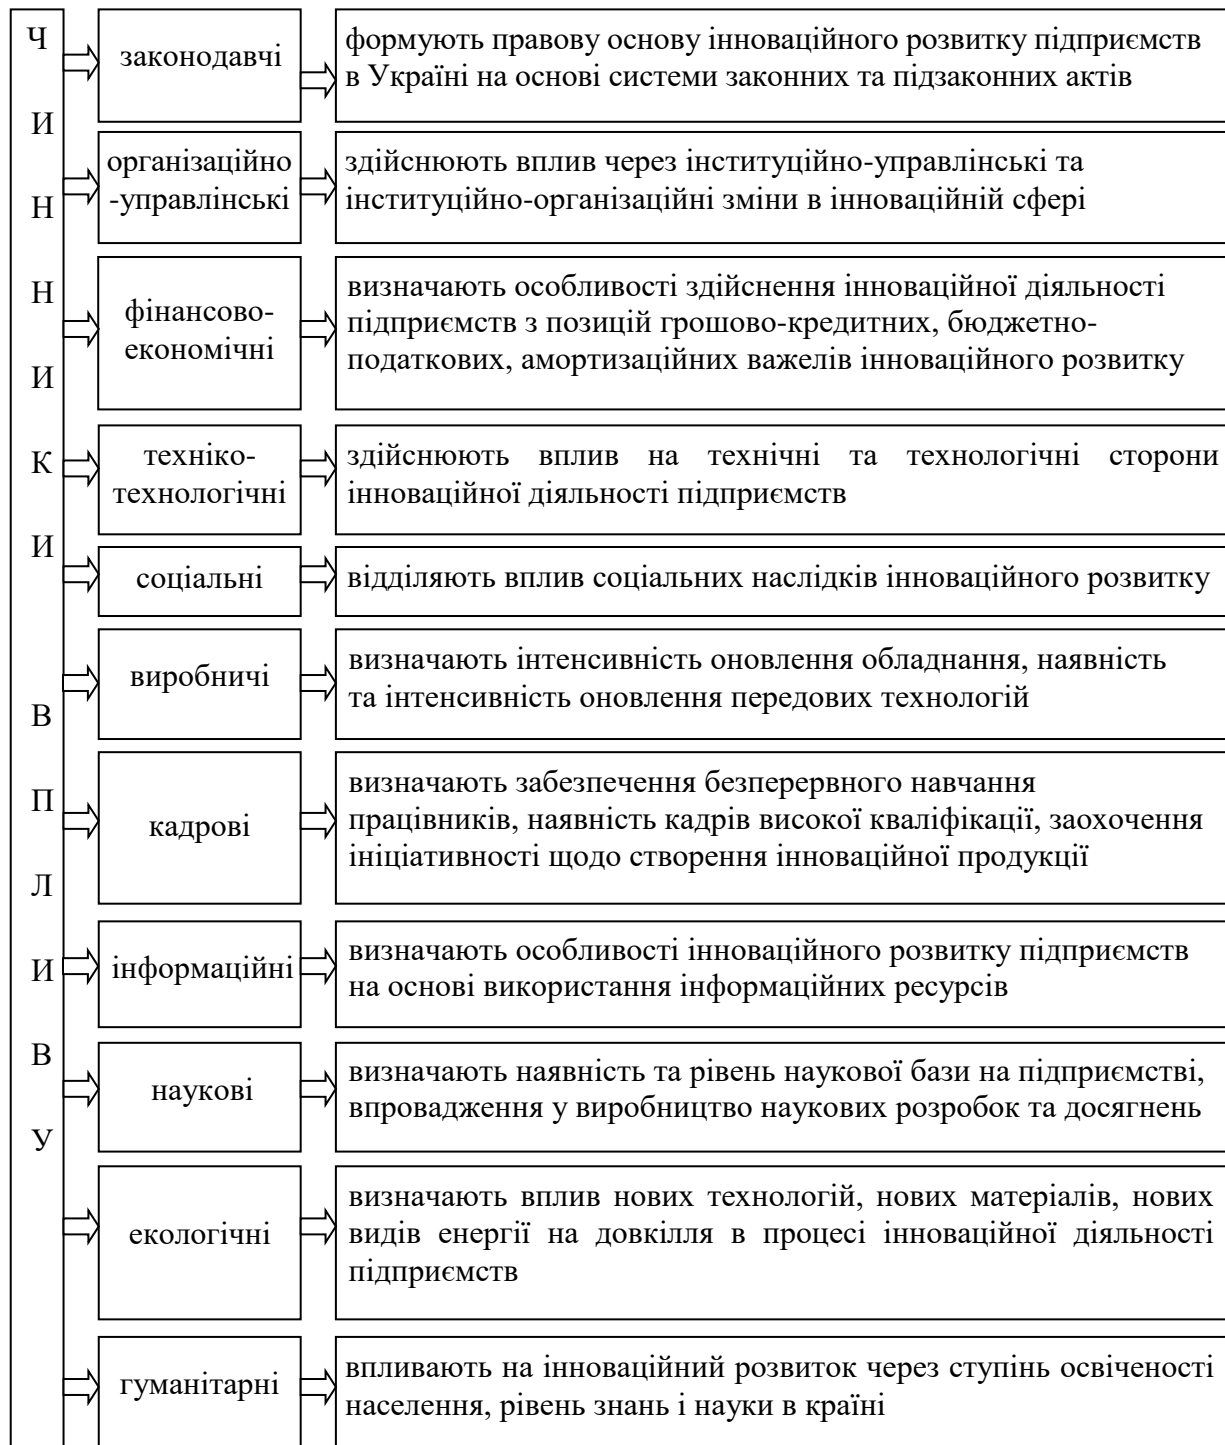 ЧИННИКИ ВПЛИВУ
законодавчі
формують правову основу інноваційного розвитку підприємств
в Україні на основі системи законних та підзаконних актів
організаційно
-управлінські
здійснюють вплив через інституційно-управлінські та
інституційно-організаційні зміни в інноваційній сфері
фінансово-
економічні
визначають особливості здійснення інноваційної діяльності
підприємств з позицій грошово-кредитних, бюджетно-
податкових, амортизаційних важелів інноваційного розвитку
техніко-
технологічні
здійснюють вплив на технічні та технологічні сторони
інноваційної діяльності підприємств
соціальні
відділяють вплив соціальних наслідків інноваційного розвитку
виробничі
визначають інтенсивність оновлення обладнання, наявність
та інтенсивність оновлення передових технологій
кадрові
визначають забезпечення безперервного навчання
працівників, наявність кадрів високої кваліфікації, заохочення
ініціативності щодо створення інноваційної продукції
інформаційні
визначають особливості інноваційного розвитку підприємств
на основі використання інформаційних ресурсів
наукові
визначають наявність та рівень наукової бази на підприємстві,
впровадження у виробництво наукових розробок та досягнень
екологічні
визначають вплив нових технологій, нових матеріалів, нових
видів енергії на довкілля в процесі інноваційної діяльності
підприємств
гуманітарні
впливають на інноваційний розвиток через ступінь освіченості
населення, рівень знань і науки в країні